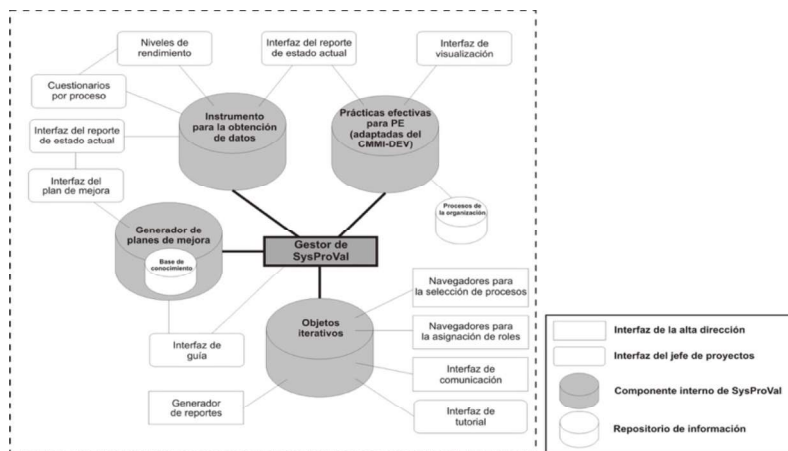 Niveles de
rendimiento
Interfaz del reporte
de estado actual
Interfaz de
visualización
Cuestionarios
por proceso
Instrumento
para la obtención
de datos
Prácticas efectivas
para PE
(adaptadas del
CMMI-DEV)
Interfaz del reporte
de estado actual
Interfaz del
plan de mejora
Procesos de
la organización
Generador de
planes de mejora
Base de
conocimiento
Gestor de
SysProVal
Objetos
iterativos
Navegadores para
la selección de procesos
Navegadores para
la asignación de roles
Interfaz de
guía
Interfaz de
comunicación
Generador
de reportes
Interfaz de
tutorial
Interfaz de la alta dirección
Interfaz del jefe de proyectos
Componente interno de SysProVal
Repositorio de información